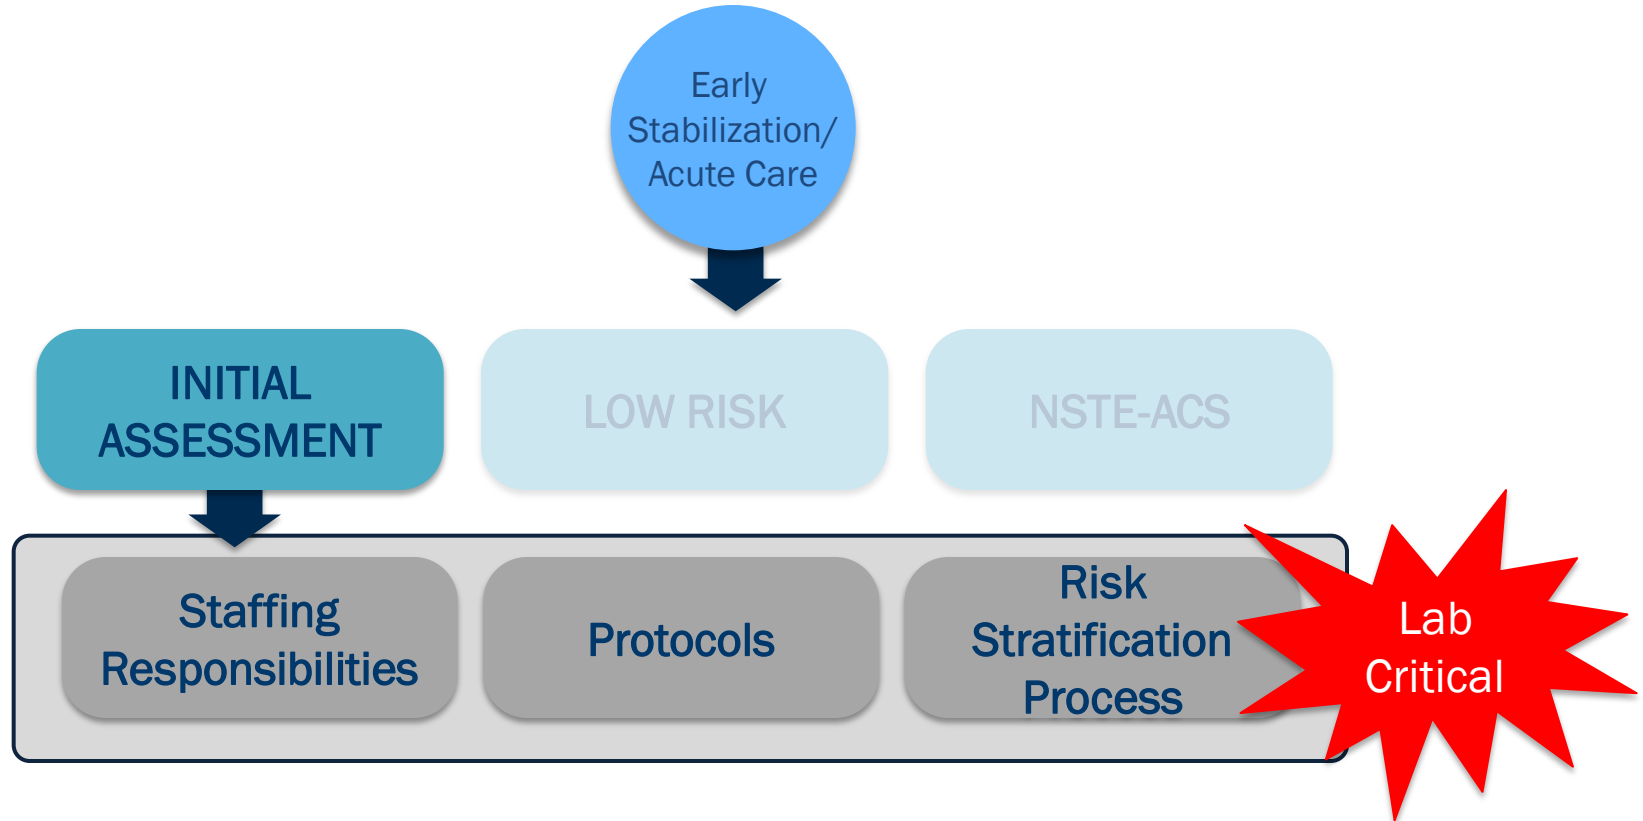 Early
Stabilization/
Acute Care
INITIAL
ASSESSMENT
LOW RISK
NSTE-ACS
Staffing
Responsibilities
Protocols
Risk
Stratification
Process
Lab
Critical